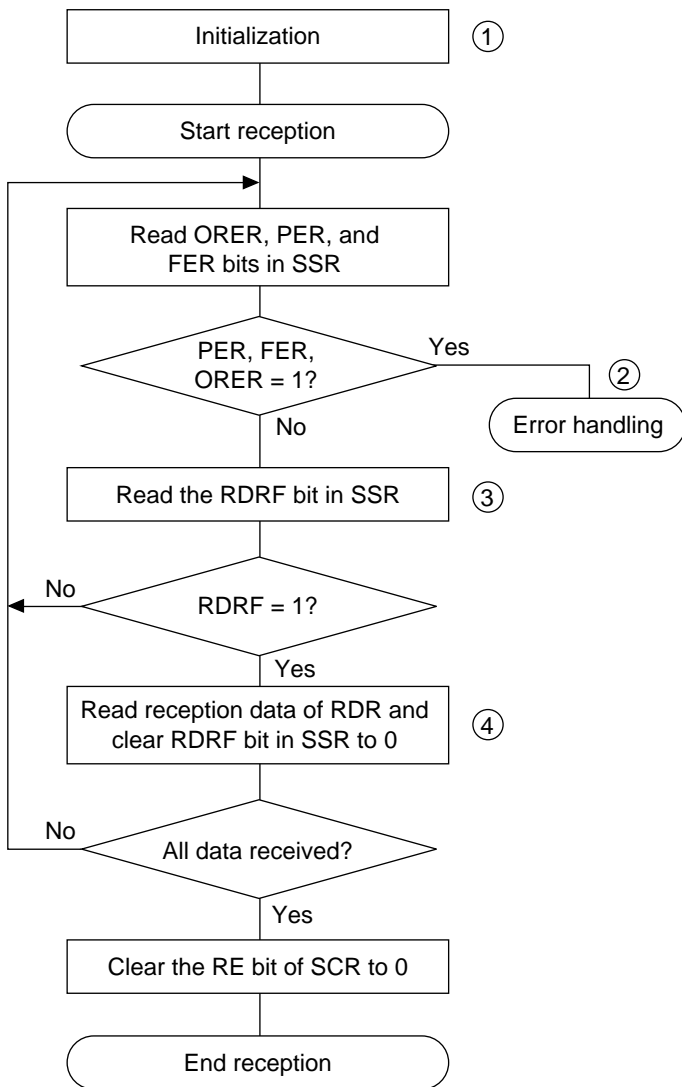 Initialization
①
Start reception
Read ORER, PER, and
FER bits in SSR
PER, FER,
ORER = 1?
Yes
②
Error handling
No
Read the RDRF bit in SSR
③
No
RDRF = 1?
Yes
Read reception data of RDR and
clear RDRF bit in SSR to 0
④
No
All data received?
Yes
Clear the RE bit of SCR to 0
End reception